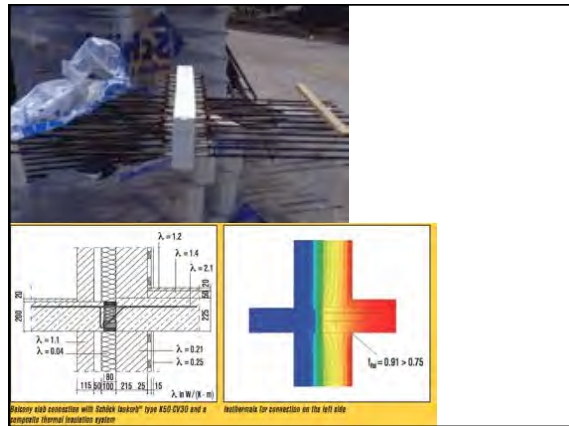 λ = 1.2
λ = 1.4
λ = 2.1
20
200
20
50
225
λ = 1.1
λ = 0.04
λ = 0.21
λ = 0.25
80
115 50 100 215 25 15
λ in W / (K · m)
= 0.91 > 0.75
Balcony slab connection with Schöck Isokorb® type K50-CV30 and a
composite thermal insulation system
Isothermals for connection on the left side